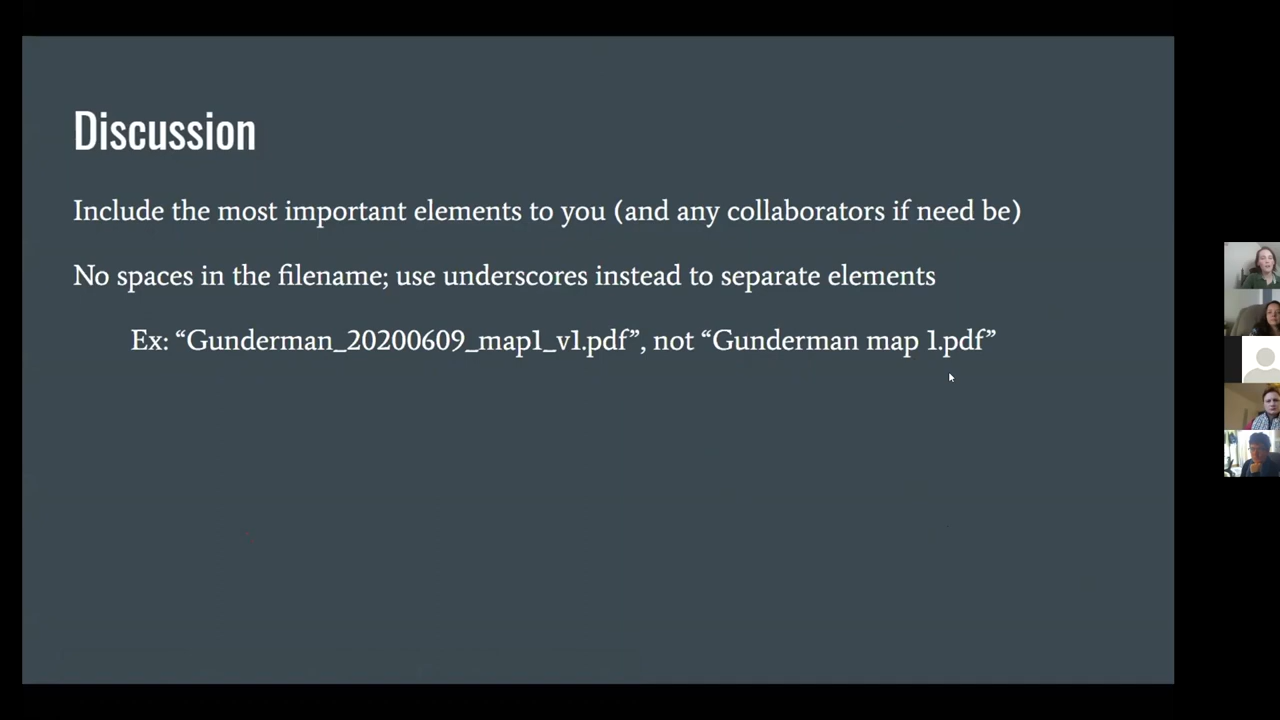 Discussion
Include the most important elements to you (and any collaborators if need be)
No spaces in the filename; use underscores instead to separate elements
Ex: “Gunderman_20200609_map1_v1.pdf”, not “Gunderman map 1.pdf”